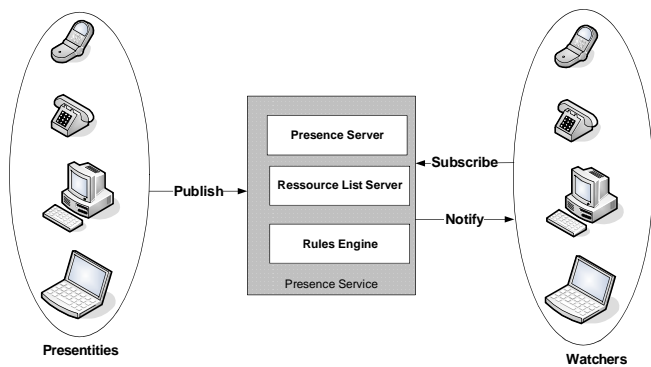 Presence Server
Subscribe
Publish
Ressource List Server
Notify
Rules Engine
Presence Service
Presentities
Watchers